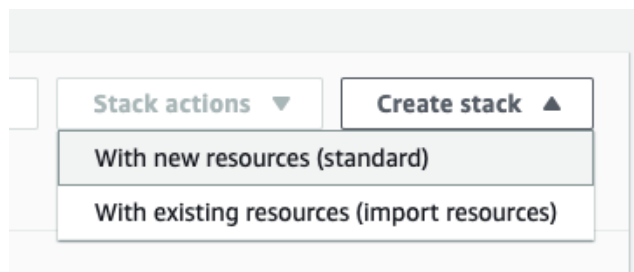 Stack actions Create stack
With new resources (standard)
With existing resources (import resources)